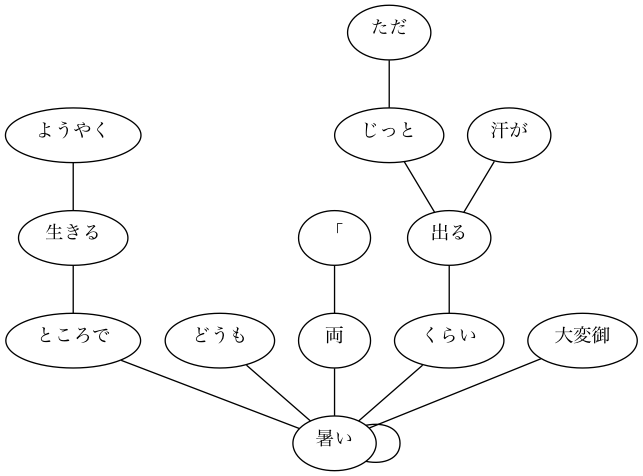 ただ
ようやく
じっと
汗が
生きる
「
出る
ところで
どうも
両
くらい
大変御
暑い